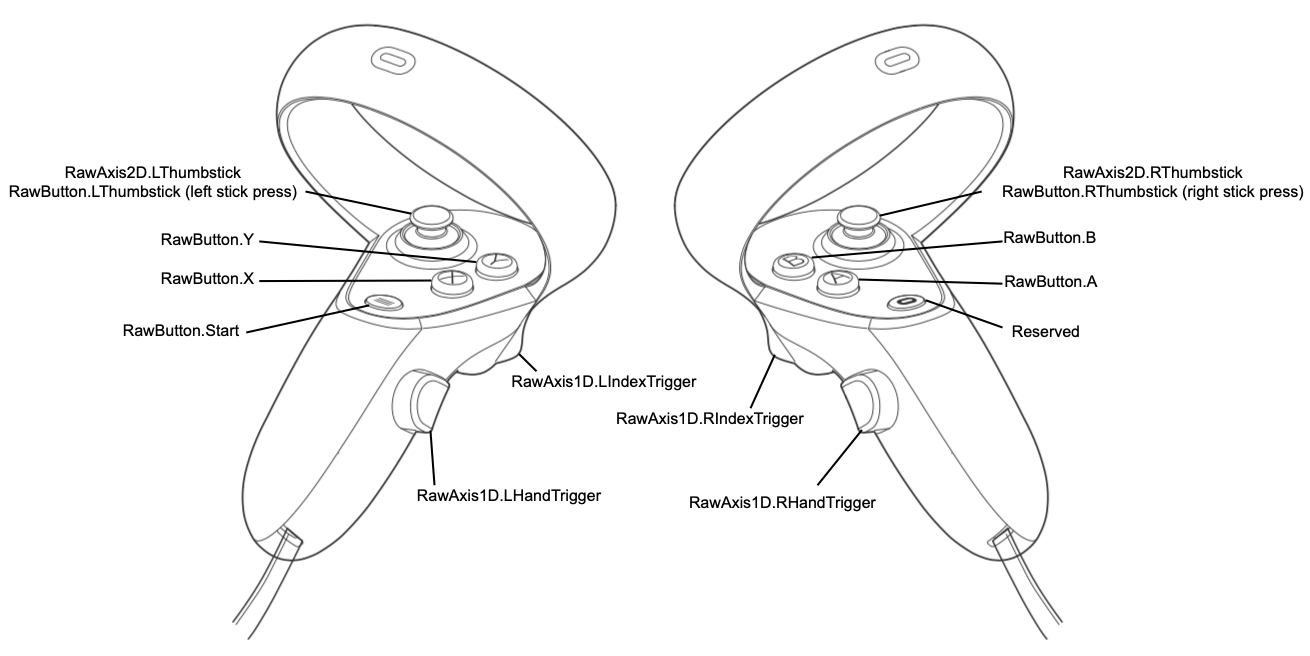 RawAxis2D.LThumbstick
RawButton.LThumbstick (left stick press)
RawButton.Y
RawButton.X
RawButton.Start
RawAxis1D.LIndexTrigger
RawAxis1D.LHandTrigger
Y
X
RawAxis2D.RThumbstick
RawButton.RThumbstick (right stick press)
RawButton.B
RawButton.A
Reserved
RawAxis1D.RIndexTrigger
RawAxis1D.RHandTrigger
B
A